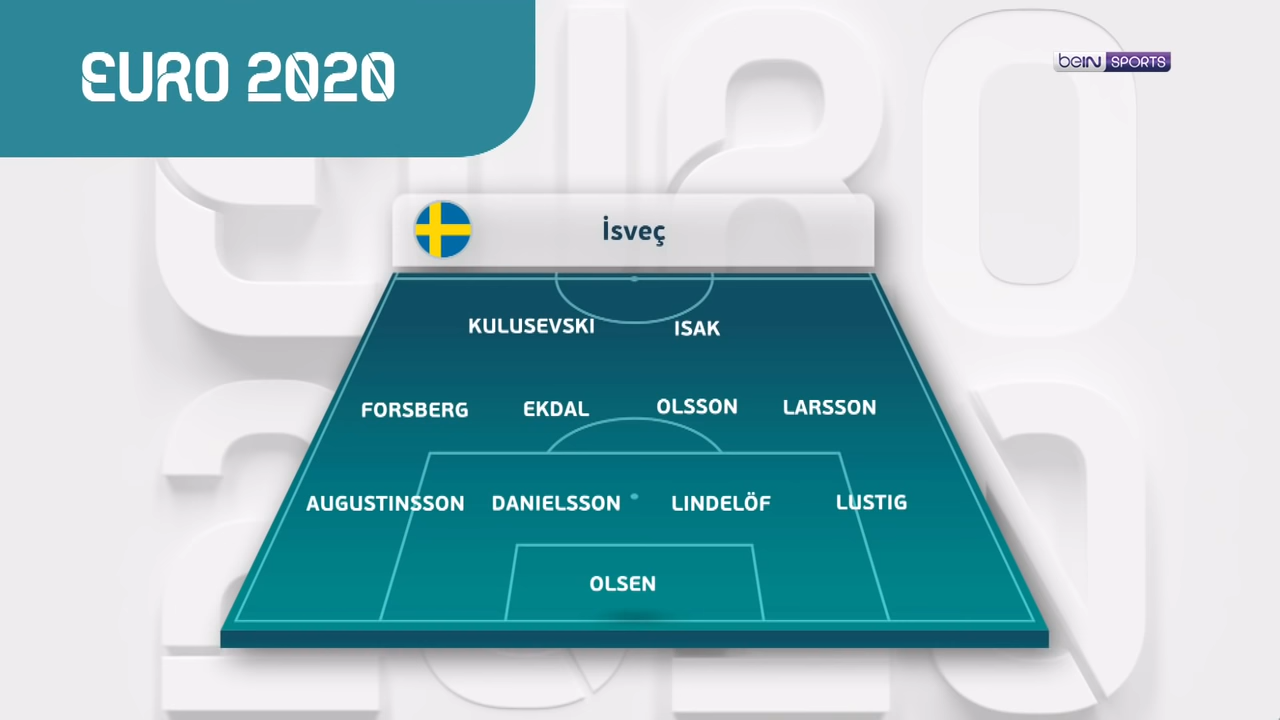 EURO 2020
beIN SPORTS
İsveç
KULUSEVSKI ISAK
FORSBERG EKDAL OLSSON LARSSON
AUGUSTINSSON DANIELSSON LINDELÖF LUSTIG
OLSEN